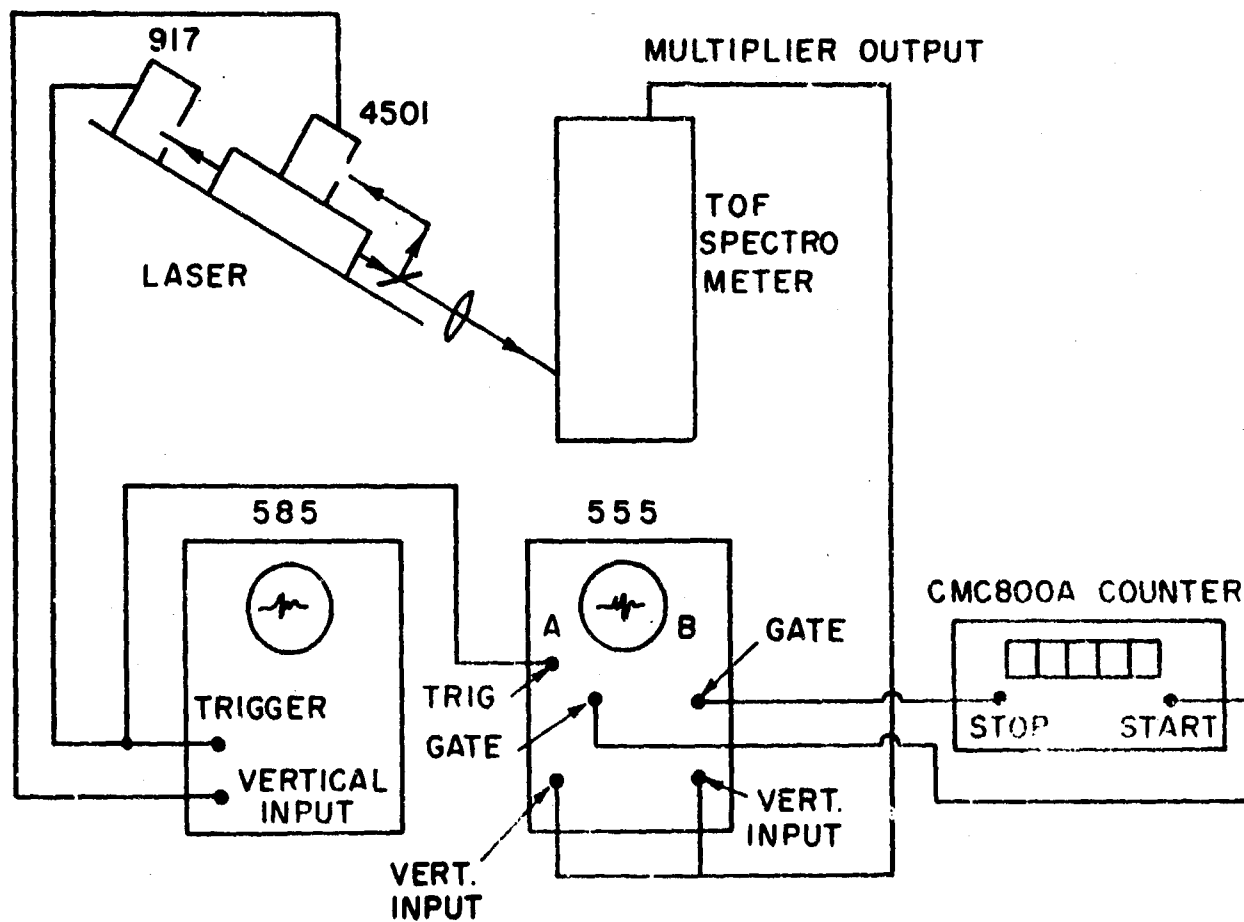 917
MULTIPLIER OUTPUT
4501
TOF
SPECTRO
METER
LASER
585
555
CMC800A COUNTER
A
B
GATE
TRIG
TRIGGER
GATE
STOP
START
VERTICAL
INPUT
VERT.
INPUT
VERT.
INPUT